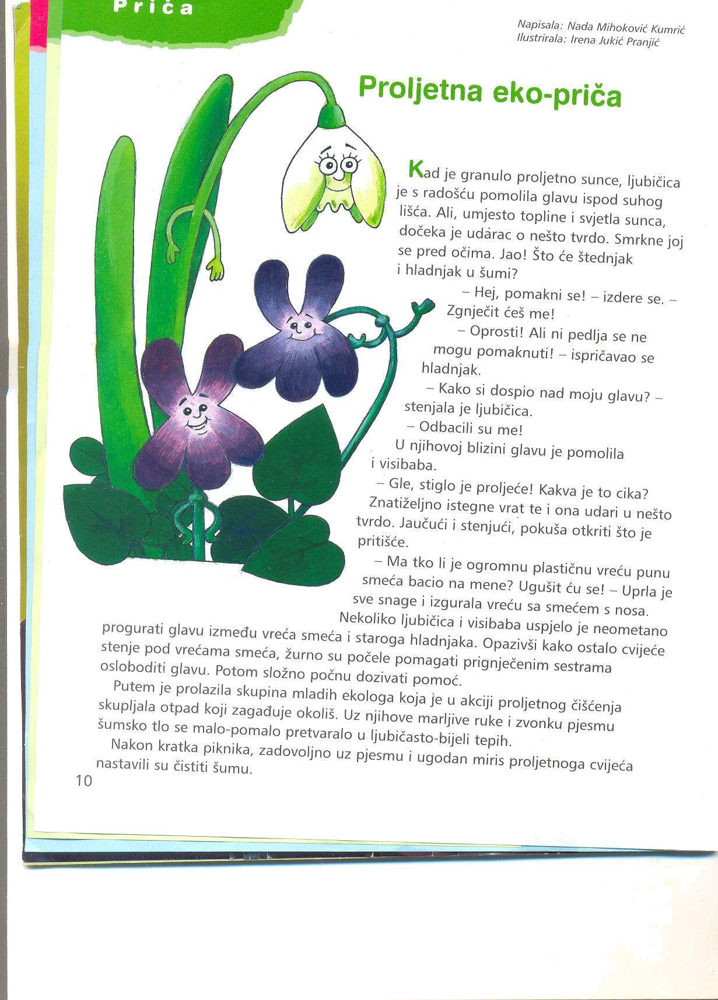 Priča
Napisala: Nada Mihoković Kumrić
Ilustrirala: Irena Jukić Pranjić
Proljetna eko-priča
Kad je granulo proljetno sunce, ljubičica
je s radošću pomolila glavu ispod suhog
lišća. Ali, umjesto topline i svjetla sunca,
dočeka je udarac o nešto tvrdo. Smrkne joj
se pred očima. Jao! Što će štednjak
i hladnjak u šumi?
– Hej, pomakni se! – izdere se. –
Zgnječit ćeš me!
– Oprosti! Ali ni pedlja se ne
mogu pomaknuti! – ispričavao se
hladnjak.
– Kako si dospio nad moju glavu? –
stenjala je ljubičica.
– Odbacili su me!
U njihovoj blizini glavu je pomolila
i visibaba.
– Gle, stiglo je proljeće! Kakva je to cika?
Znatiželjno istegne vrat te i ona udari u nešto
tvrdo. Jaučući i stenjući, pokuša otkriti što je
pritišće.
– Ma tko li je ogromnu plastičnu vreću punu
smeća bacio na mene? Ugušit ću se! – Uprla je
sve snage i izgurala vreću sa smećem s nosa.
Nekoliko ljubičica i visibaba uspjelo je neometano
progurati glavu između vreća smeća i staroga hladnjaka. Opazivši kako ostalo cvijeće
stenje pod vrećama smeća, žurno su počele pomagati prignječenim sestrama
osloboditi glavu. Potom složno počnu dozivati pomoć.
Putem je prolazila skupina mladih ekologa koja je u akciji proljetnog čišćenja
skupljala otpad koji zagađuje okoliš. Uz njihove marljive ruke i zvonku pjesmu
šumsko tlo se malo-pomalo pretvaralo u ljubičasto-bijeli tepih.
Nakon kratka piknika, zadovoljno uz pjesmu i ugodan miris proljetnoga cvijeća
nastavili su čistiti šumu.
10